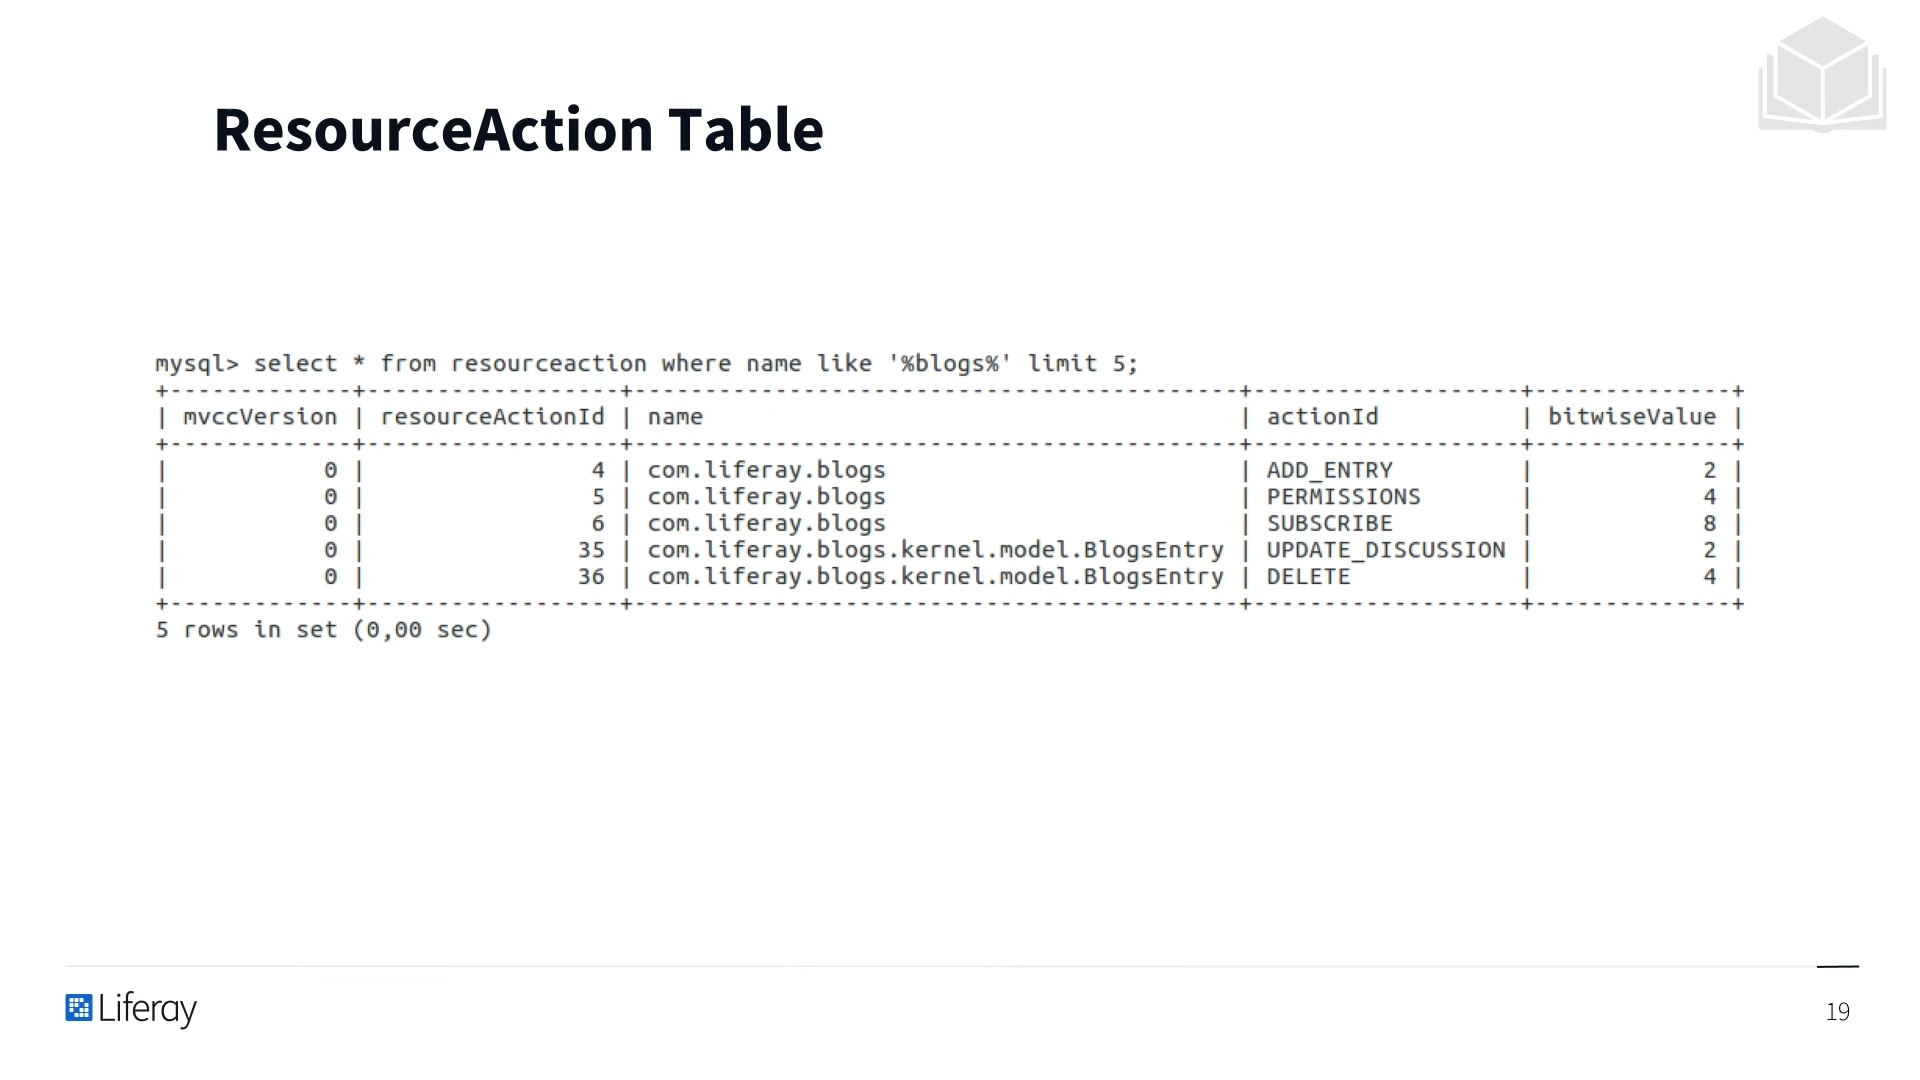 ResourceAction Table
mysql> select * from resourceaction where name like '%blogs%' limit 5;
+-------------+------------------+-------------------------------------------+-------------------+--------------+
| mvccVersion | resourceActionId | name                                      | actionId          | bitwiseValue |
+-------------+------------------+-------------------------------------------+-------------------+--------------+
|           0 |                4 | com.liferay.blogs                         | ADD_ENTRY         |            2 |
|           0 |                5 | com.liferay.blogs                         | PERMISSIONS       |            4 |
|           0 |                6 | com.liferay.blogs                         | SUBSCRIBE         |            8 |
|           0 |               35 | com.liferay.blogs.kernel.model.BlogsEntry | UPDATE_DISCUSSION |            2 |
|           0 |               36 | com.liferay.blogs.kernel.model.BlogsEntry | DELETE            |            4 |
+-------------+------------------+-------------------------------------------+-------------------+--------------+
5 rows in set (0,00 sec)
Liferay
19